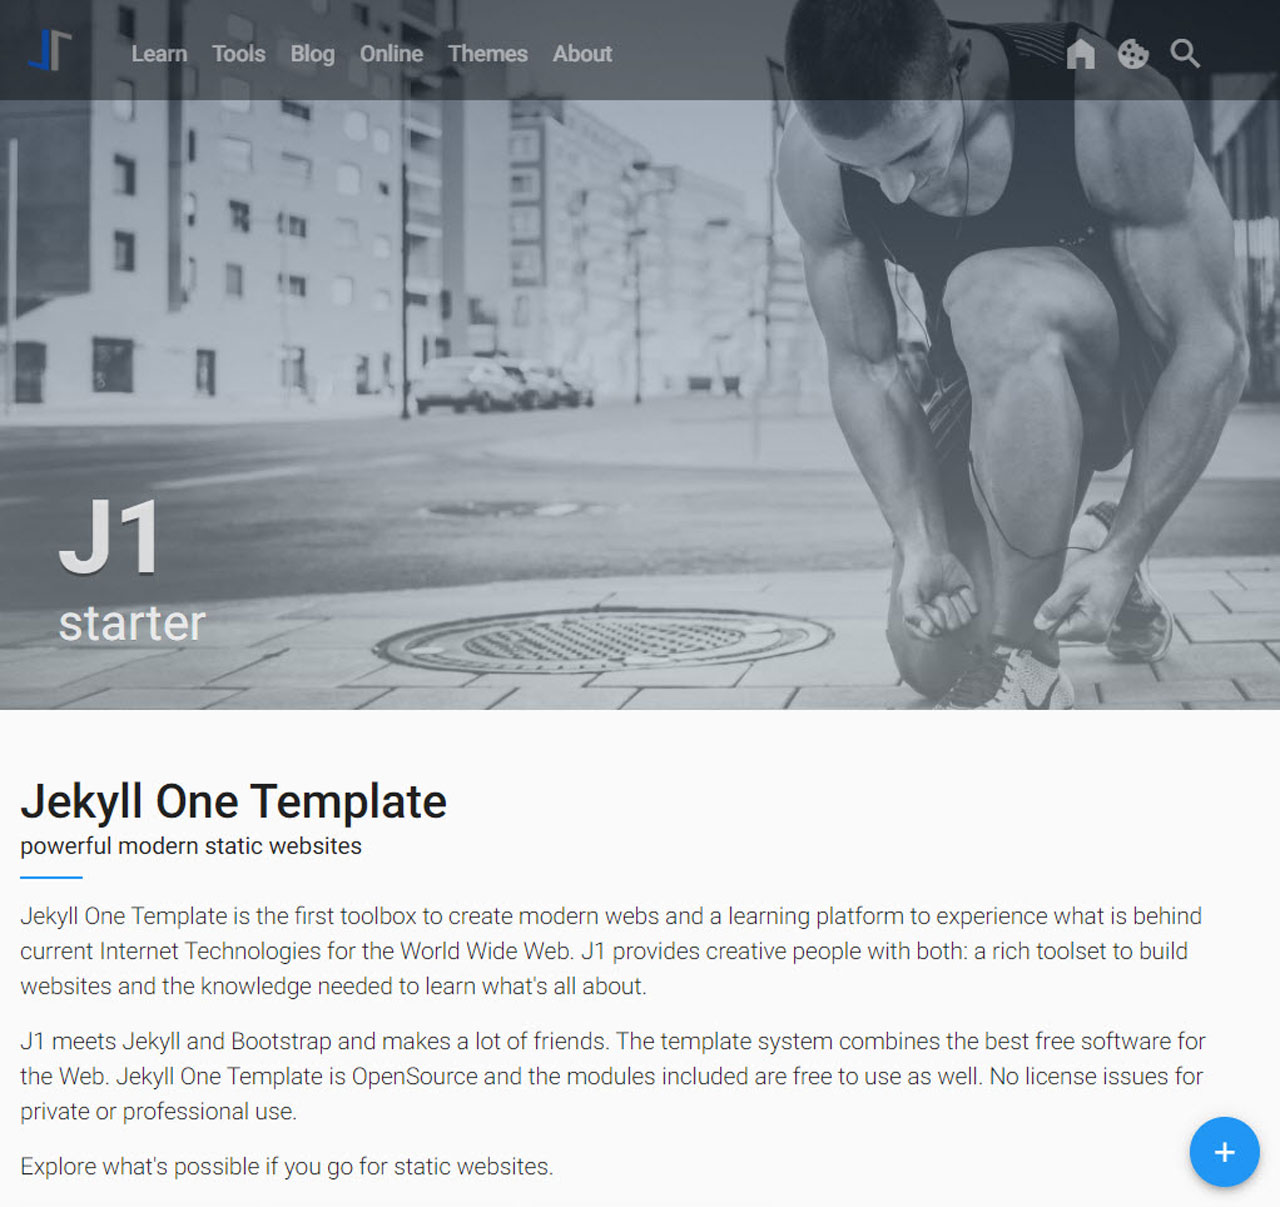 Learn Tools Blog Online Themes About
J1
starter
Jekyll One Template
powerful modern static websites
Jekyll One Template is the first toolbox to create modern webs and a learning platform to experience what is behind
current Internet Technologies for the World Wide Web. J1 provides creative people with both: a rich toolset to build
websites and the knowledge needed to learn what's all about.
J1 meets Jekyll and Bootstrap and makes a lot of friends. The template system combines the best free software for
the Web. Jekyll One Template is OpenSource and the modules included are free to use as well. No license issues for
private or professional use.
Explore what's possible if you go for static websites.